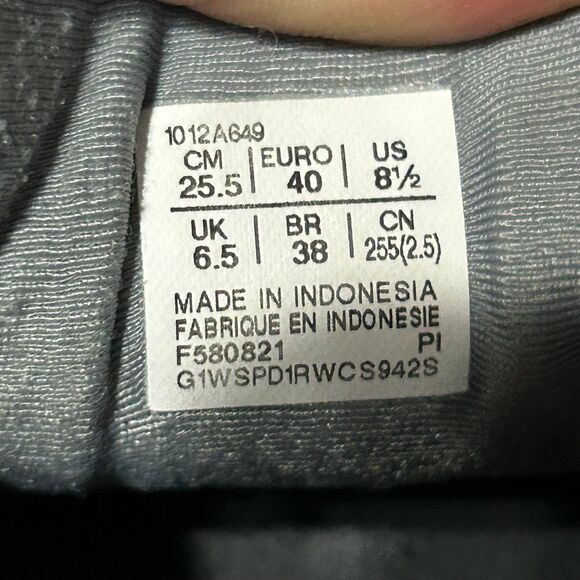 1012A649
CM | EURO | US
25.5 | 40 | 8½
UK | BR | CN
6.5 | 38 | 255(2.5)
MADE IN INDONESIA
FABRIQUE EN INDONESIE
F580821 PI
G1WSPD1RWCS942S